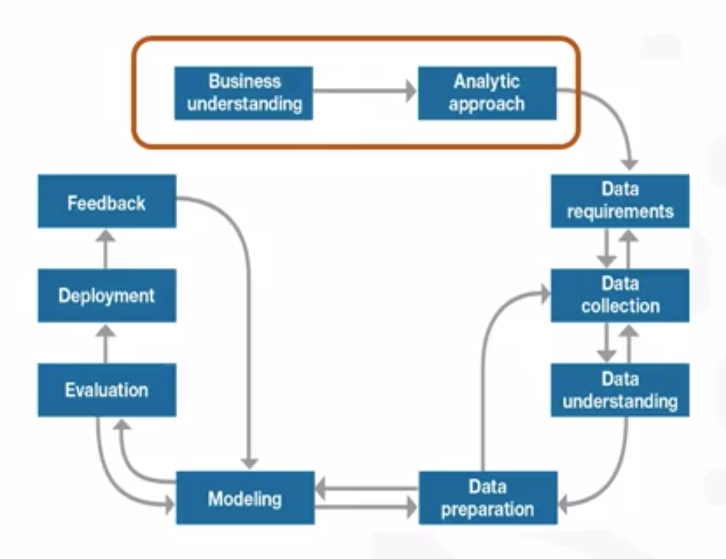 Business
understanding
Analytic
approach
Data
requirements
Data
collection
Data
understanding
Data
preparation
Modeling
Evaluation
Deployment
Feedback